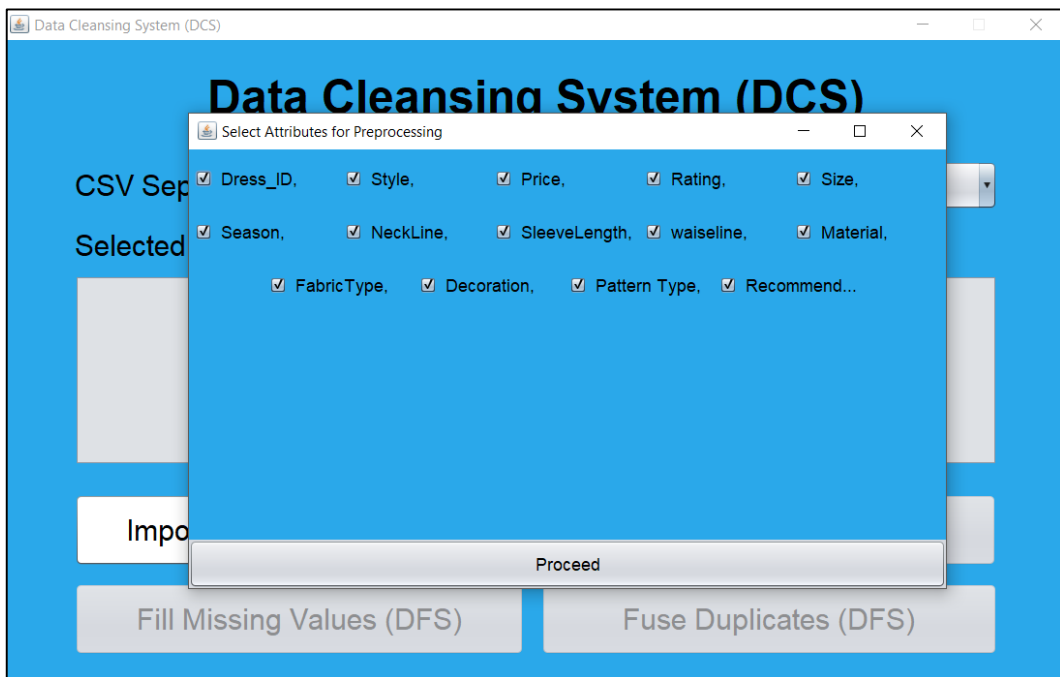 Data Cleansing System (DCS)
Data Cleansing System (DCS)
Select Attributes for Preprocessing
CSV Sep
Dress_ID, Style, Price, Rating, Size,
Selected
Season, NeckLine, SleeveLength, waiseline, Material,
FabricType, Decoration, Pattern Type, Recommend...
Impo
Proceed
Fill Missing Values (DFS) Fuse Duplicates (DFS)